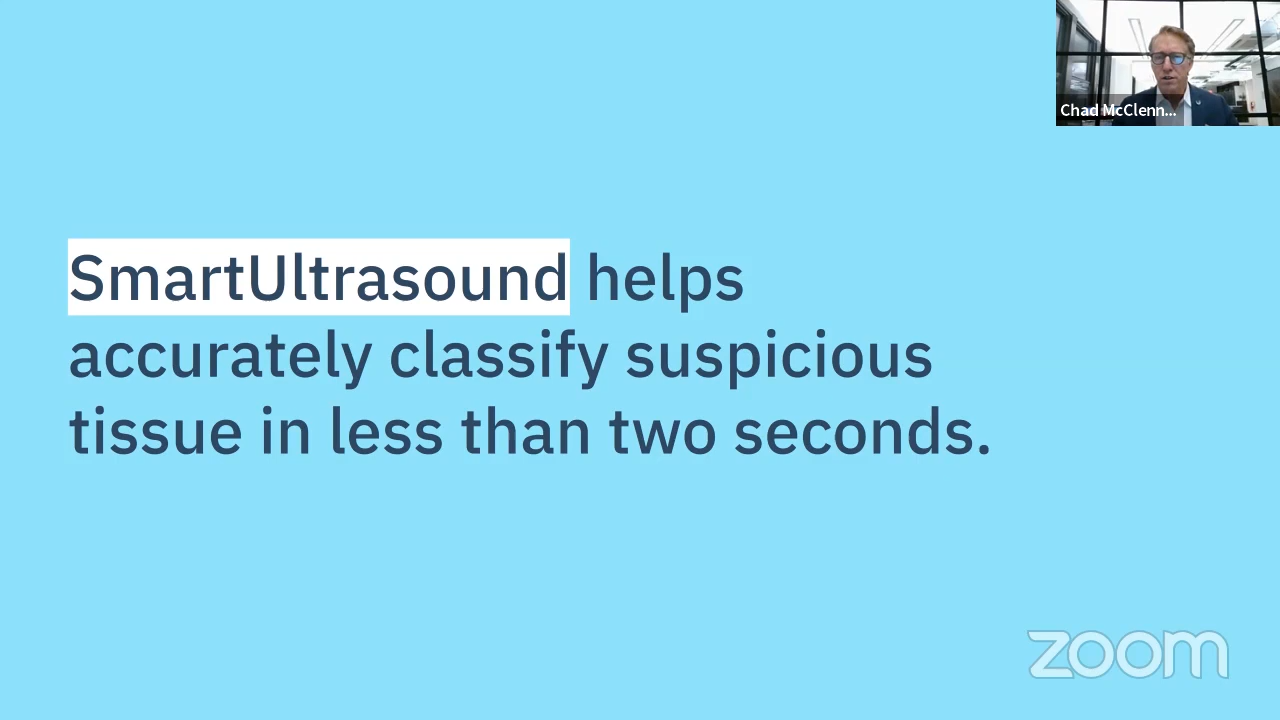 Chad McClenn...
SmartUltrasound helps
accurately classify suspicious
tissue in less than two seconds.
zoom